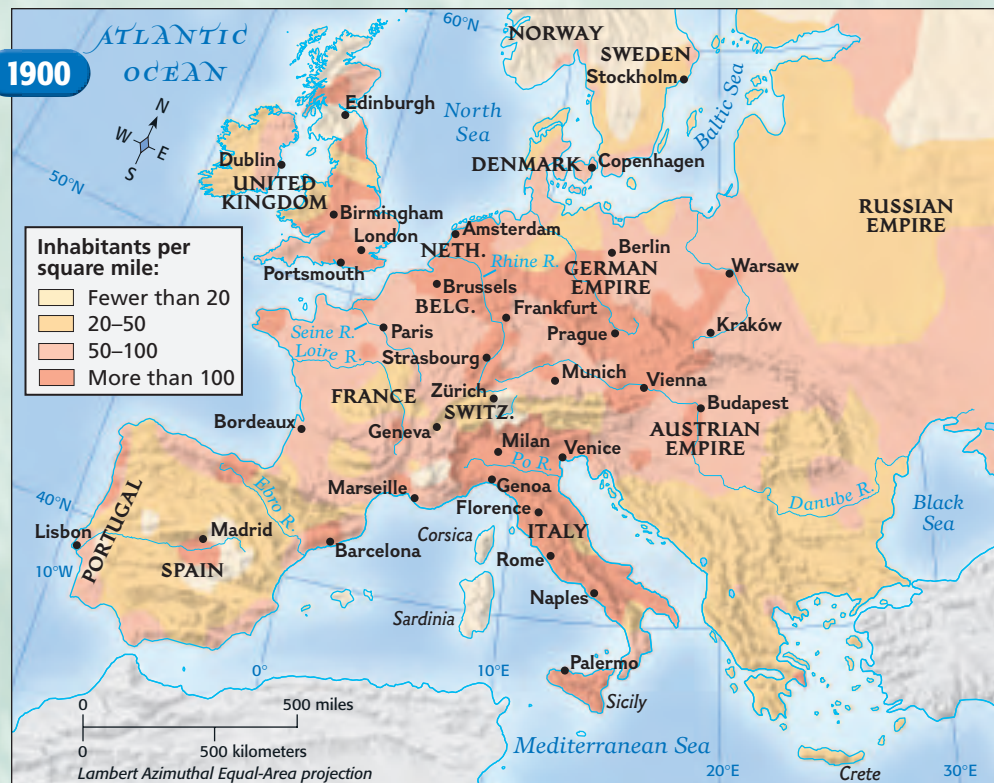 1900
ATLANTIC
OCEAN
N
W
E
S
60°N
50°N
40°N
10°W
0°
10°E
20°E
30°E
NORWAY
SWEDEN
Stockholm
Baltic Sea
North
Sea
Edinburgh
Dublin
UNITED
KINGDOM
Birmingham
London
Portsmouth
DENMARK
Copenhagen
RUSSIAN
EMPIRE
Amsterdam
NETH.
Rhine R.
Berlin
GERMAN
EMPIRE
Warsaw
Brussels
BELG.
Frankfurt
Prague
Kraków
Seine R.
Paris
Loire R.
Strasbourg
Munich
Vienna
FRANCE
Zürich
SWITZ.
Budapest
Geneva
AUSTRIAN
EMPIRE
Bordeaux
Milan
Venice
Po R.
Danube R.
Black
Sea
Marseille
Genoa
Florence
ITALY
Corsica
Rome
Ebro R.
Lisbon
PORTUGAL
Madrid
SPAIN
Barcelona
Naples
Sardinia
Palermo
Sicily
Mediterranean Sea
Crete
Inhabitants per
square mile:
Fewer than 20
20–50
50–100
More than 100
0
500 miles
0
500 kilometers
Lambert Azimuthal Equal-Area projection